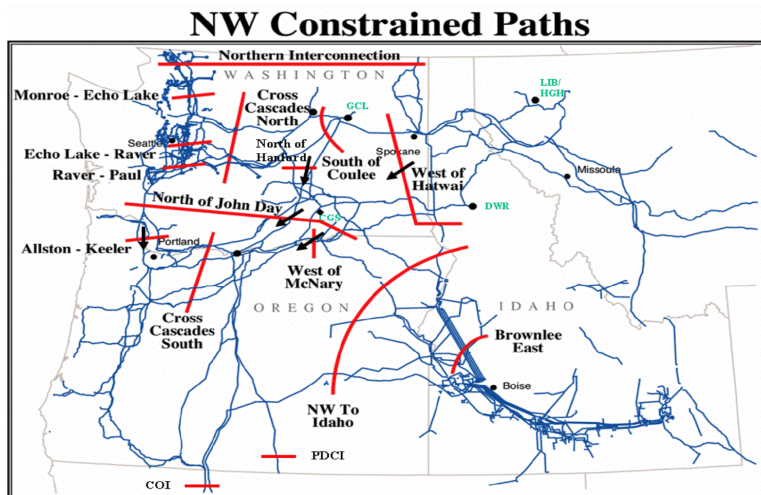 NW Constrained Paths
Northern Interconnection
WASHINGTON
LIB/
HGH
Monroe - Echo Lake
Cross
Cascades
North
GCL
Seattle
North of
Hanford
Spokane
Echo Lake - Raver
South of
Coulee
West of
Hatwai
Missoula
Raver - Paul
North of John Day
CGS
DWR
Allston - Keeler
Portland
West of
McNary
OREGON
IDAHO
Cross
Cascades
South
Brownlee
East
Boise
NW To
Idaho
PDCI
COI